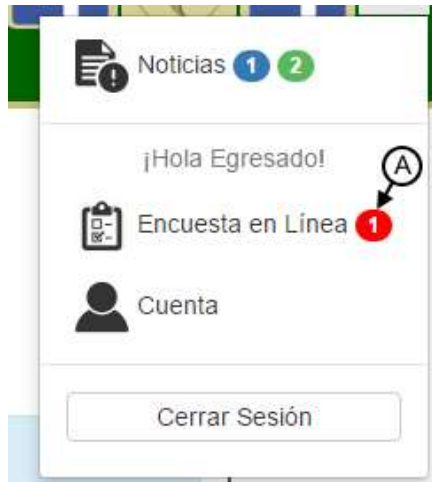 Noticias 1 2
¡Hola Egresado!
A
Encuesta en Línea 1
Cuenta
Cerrar Sesión